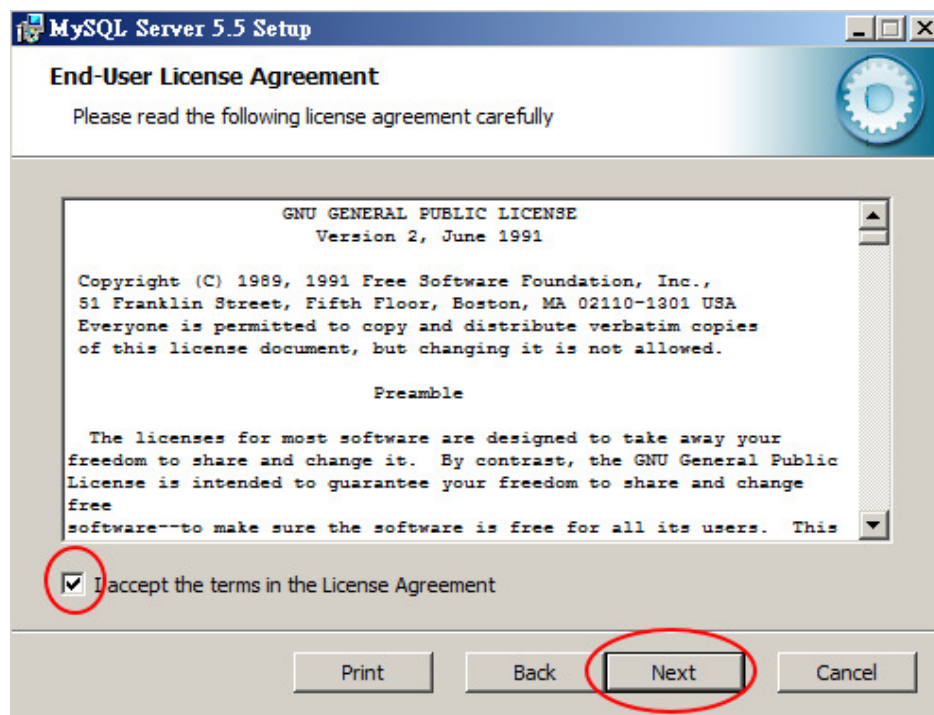 MySQL Server 5.5 Setup
End-User License Agreement
Please read the following license agreement carefully
GNU GENERAL PUBLIC LICENSE
Version 2, June 1991
Copyright (C) 1989, 1991 Free Software Foundation, Inc.,
51 Franklin Street, Fifth Floor, Boston, MA 02110-1301 USA
Everyone is permitted to copy and distribute verbatim copies
of this license document, but changing it is not allowed.
Preamble
The licenses for most software are designed to take away your
freedom to share and change it. By contrast, the GNU General Public
License is intended to guarantee your freedom to share and change
free
software--to make sure the software is free for all its users. This
I accept the terms in the License Agreement
Print Back Next Cancel